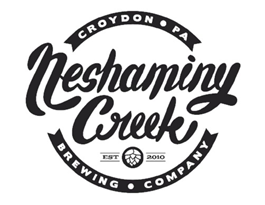 CROYDON • PA
Neshaminy
Creek
EST 2010
BREWING • COMPANY